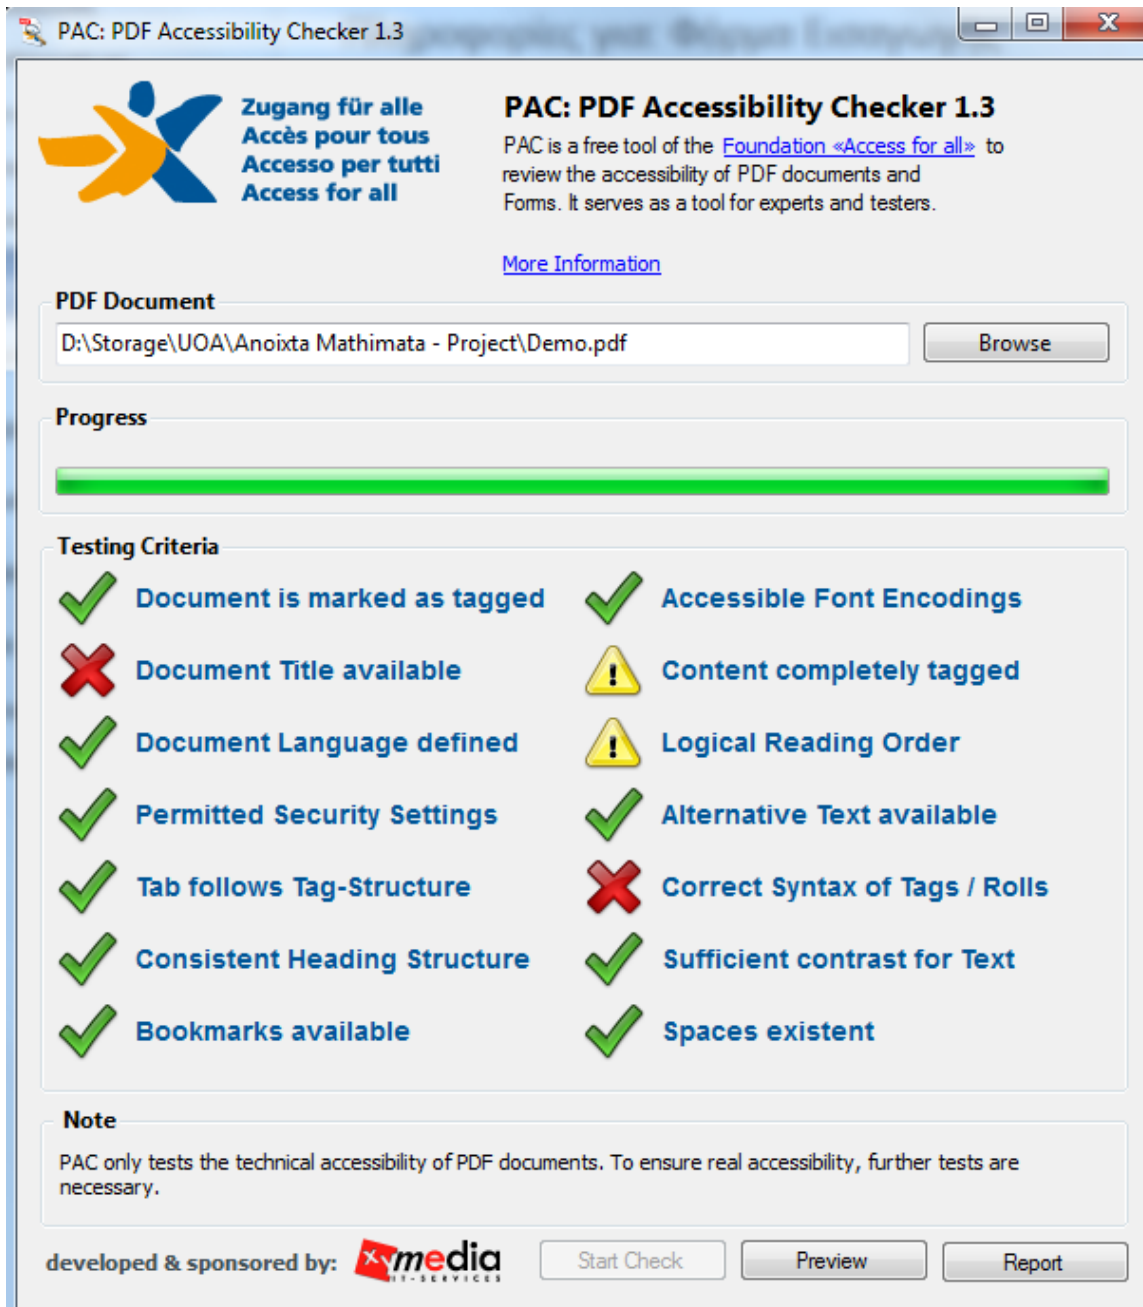 PAC: PDF Accessibility Checker 1.3
Zugang für alle
Accès pour tous
Accesso per tutti
Access for all
PAC: PDF Accessibility Checker 1.3
PAC is a free tool of the Foundation «Access for all» to
review the accessibility of PDF documents and
Forms. It serves as a tool for experts and testers.
More Information
PDF Document
D:\Storage\UOA\Anoixta Mathimata - Project\Demo.pdf
Browse
Progress
Testing Criteria
Document is marked as tagged
Document Title available
Document Language defined
Permitted Security Settings
Tab follows Tag-Structure
Consistent Heading Structure
Bookmarks available
Accessible Font Encodings
Content completely tagged
Logical Reading Order
Alternative Text available
Correct Syntax of Tags / Rolls
Sufficient contrast for Text
Spaces existent
Note
PAC only tests the technical accessibility of PDF documents. To ensure real accessibility, further tests are
necessary.
developed & sponsored by:
xymedia
IT-SERVICES
Start Check
Preview
Report